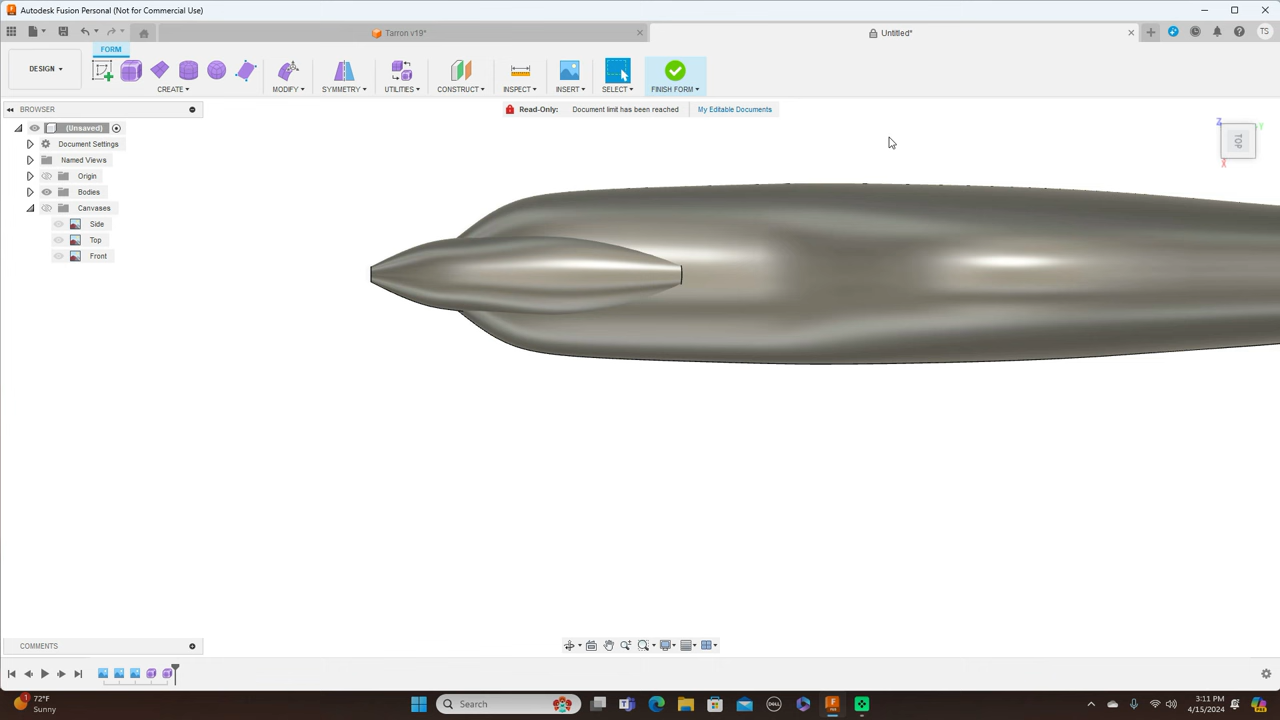 Autodesk Fusion Personal (Not for Commercial Use)
Tarron v19*
Untitled*
TS
DESIGN
FORM
CREATE
MODIFY
SYMMETRY
UTILITIES
CONSTRUCT
INSPECT
INSERT
SELECT
FINISH FORM
BROWSER
Read-Only: Document limit has been reached My Editable Documents
(Unsaved)
Document Settings
Named Views
Origin
Bodies
Canvases
Side
Top
Front
Z
Y
TOP
X
COMMENTS
72°F
Sunny
Search
3:11 PM
4/15/2024